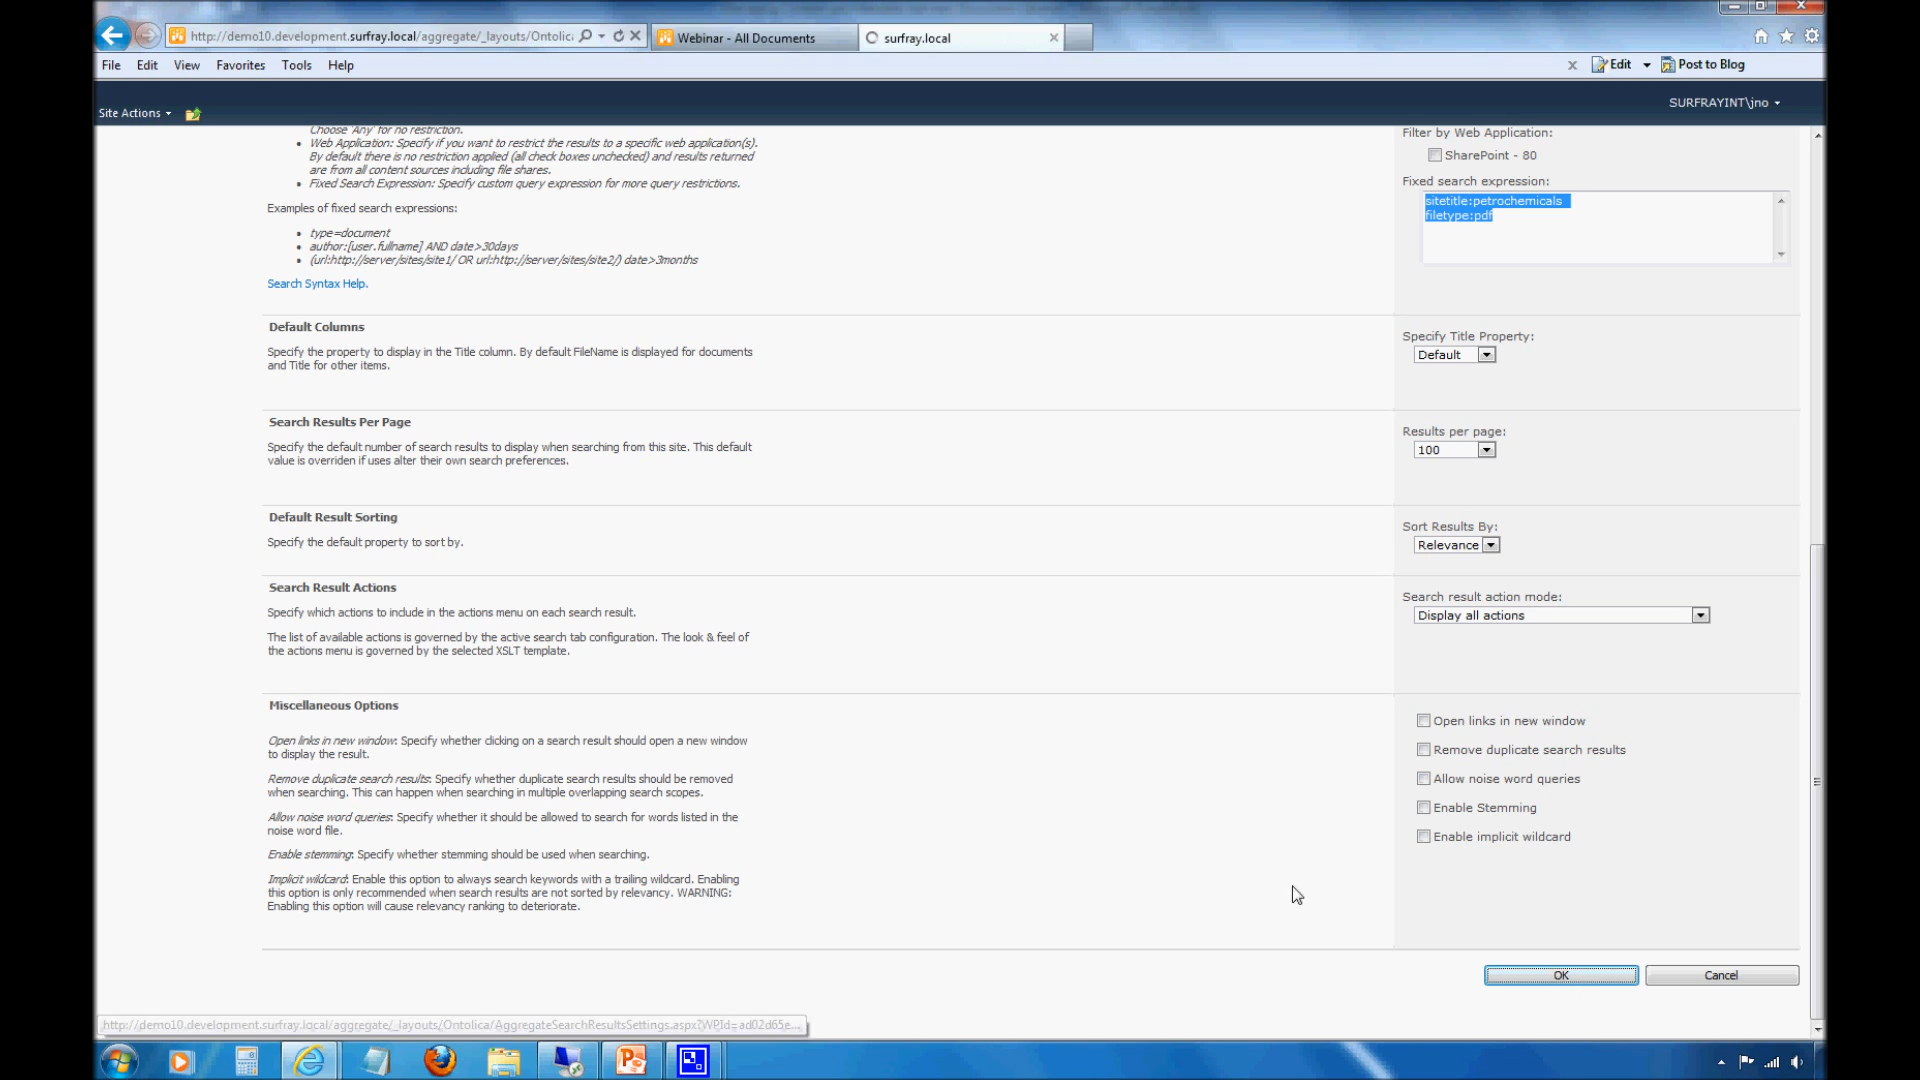 http://demo10.development.surfray.local/aggregate/_layouts/Ontolica
Webinar - All Documents
surfray.local
File Edit View Favorites Tools Help
x Edit Post to Blog
Site Actions
SURFRAYINT\jno
Choose 'Any' for no restriction.
• Web Application: Specify if you want to restrict the results to a specific web application(s).
By default there is no restriction applied (all check boxes unchecked) and results returned
are from all content sources including file shares.
• Fixed Search Expression: Specify custom query expression for more query restrictions.
Examples of fixed search expressions:
• type=document
• author:[user.fullname] AND date>30days
• (url:http://server/sites/site1/ OR url:http://server/sites/site2/) date>3months
Search Syntax Help.
Filter by Web Application:
SharePoint - 80
Fixed search expression:
sitetitle:petrochemicals
filetype:pdf
Default Columns
Specify the property to display in the Title column. By default FileName is displayed for documents
and Title for other items.
Specify Title Property:
Default
Search Results Per Page
Specify the default number of search results to display when searching from this site. This default
value is overriden if uses alter their own search preferences.
Results per page:
100
Default Result Sorting
Specify the default property to sort by.
Sort Results By:
Relevance
Search Result Actions
Specify which actions to include in the actions menu on each search result.
The list of available actions is governed by the active search tab configuration. The look & feel of
the actions menu is governed by the selected XSLT template.
Search result action mode:
Display all actions
Miscellaneous Options
Open links in new window: Specify whether clicking on a search result should open a new window
to display the result.
Remove duplicate search results: Specify whether duplicate search results should be removed
when searching. This can happen when searching in multiple overlapping search scopes.
Allow noise word queries: Specify whether it should be allowed to search for words listed in the
noise word file.
Enable stemming: Specify whether stemming should be used when searching.
Implicit wildcard: Enable this option to always search keywords with a trailing wildcard. Enabling
this option is only recommended when search results are not sorted by relevancy. WARNING:
Enabling this option will cause relevancy ranking to deteriorate.
Open links in new window
Remove duplicate search results
Allow noise word queries
Enable Stemming
Enable implicit wildcard
OK
Cancel
http://demo10.development.surfray.local/aggregate/_layouts/Ontolica/AggregateSearchResultsSettings.aspx?WPId=ad02d65e...